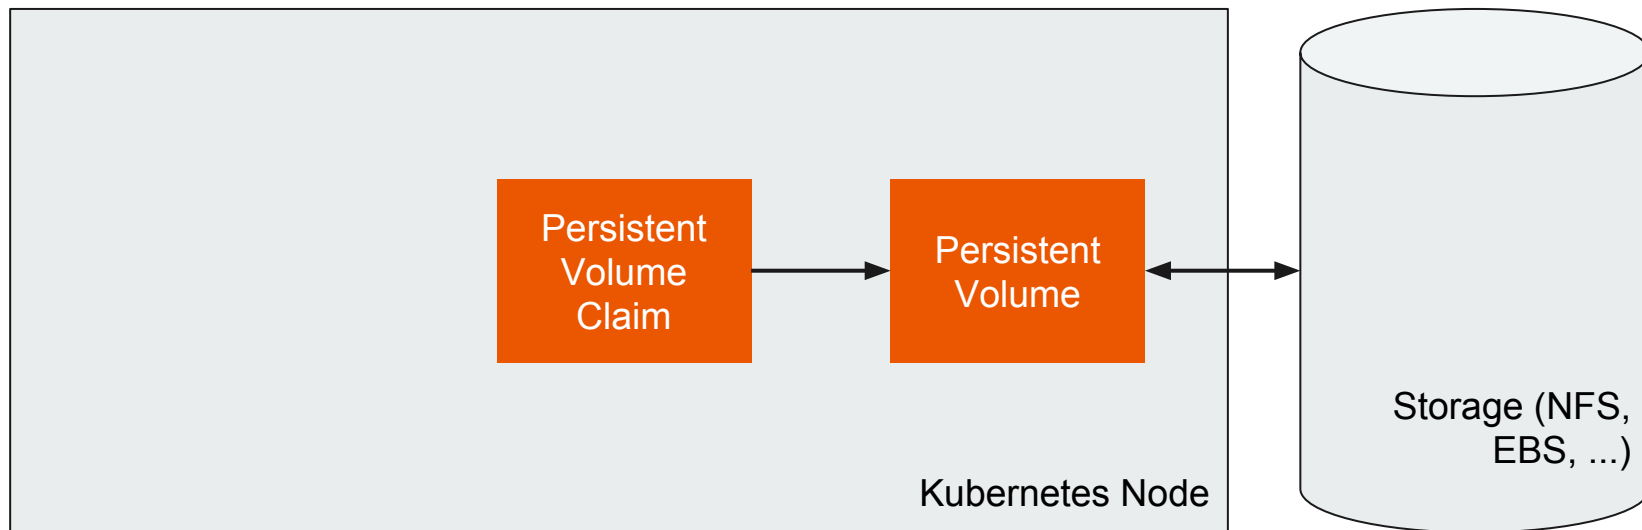 Persistent
Volume
Claim
Persistent
Volume
Storage (NFS,
EBS, ...)
Kubernetes Node